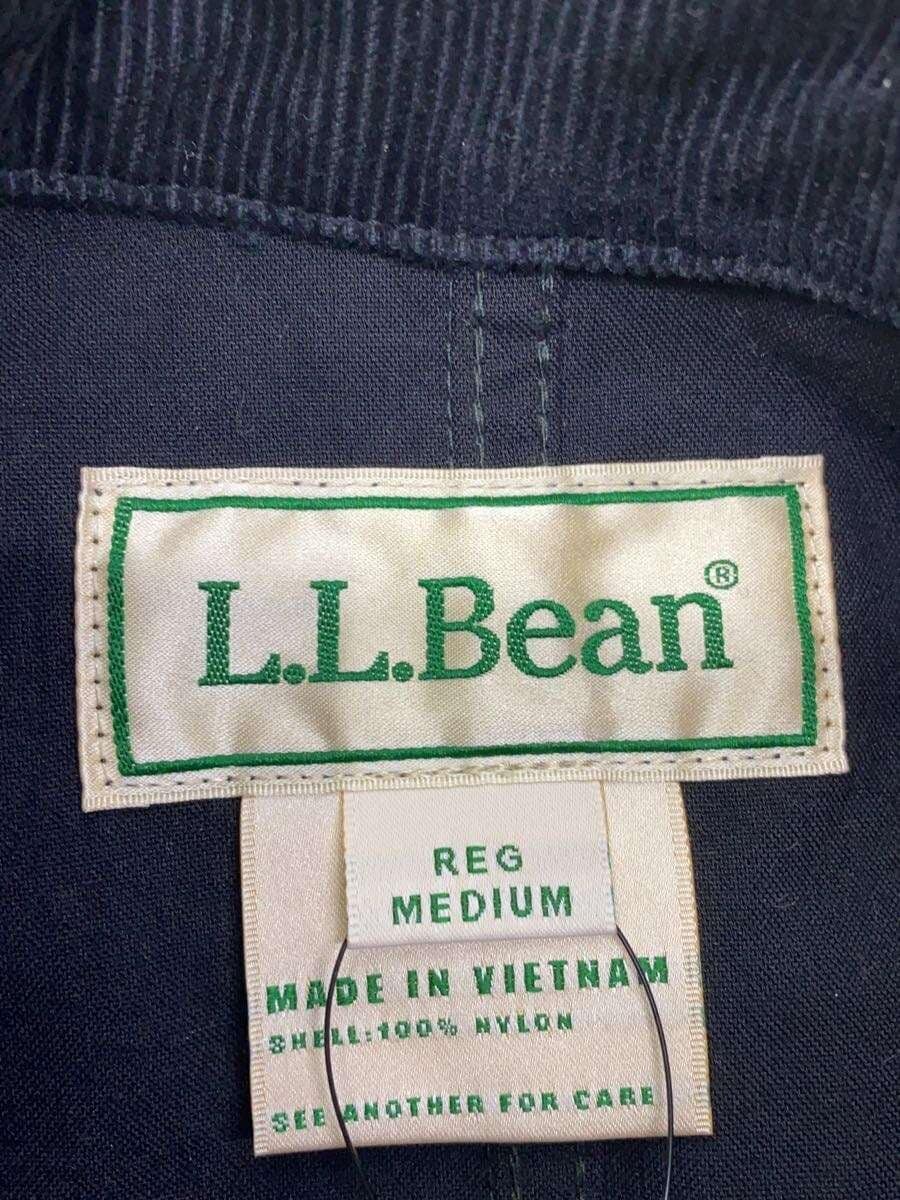 L.L.Bean®
REG
MEDIUM
MADE IN VIETNAM
SHELL:100% NYLON
SEE ANOTHER FOR CARE